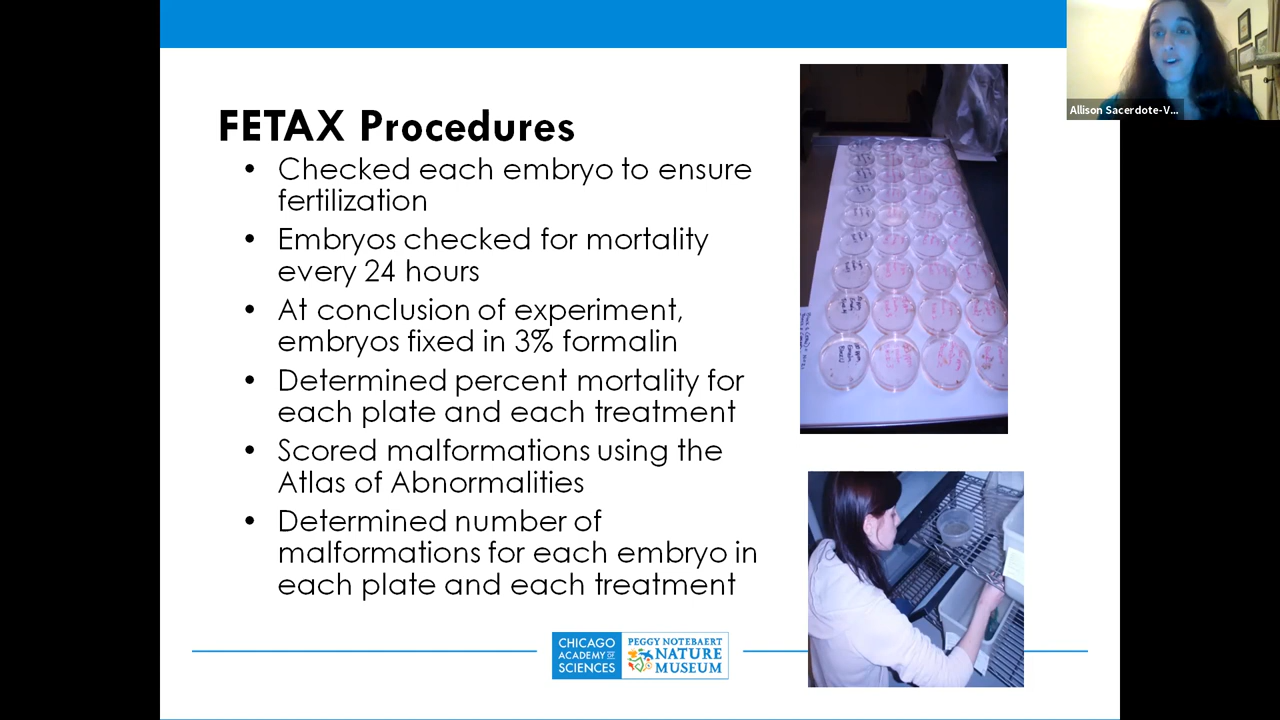 Allison Sacerdote-V...
FETAX Procedures
• Checked each embryo to ensure
fertilization
• Embryos checked for mortality
every 24 hours
• At conclusion of experiment,
embryos fixed in 3% formalin
• Determined percent mortality for
each plate and each treatment
• Scored malformations using the
Atlas of Abnormalities
• Determined number of
malformations for each embryo in
each plate and each treatment
CHICAGO
ACADEMY OF
SCIENCES
PEGGY NOTEBAERT
NATURE
MUSEUM